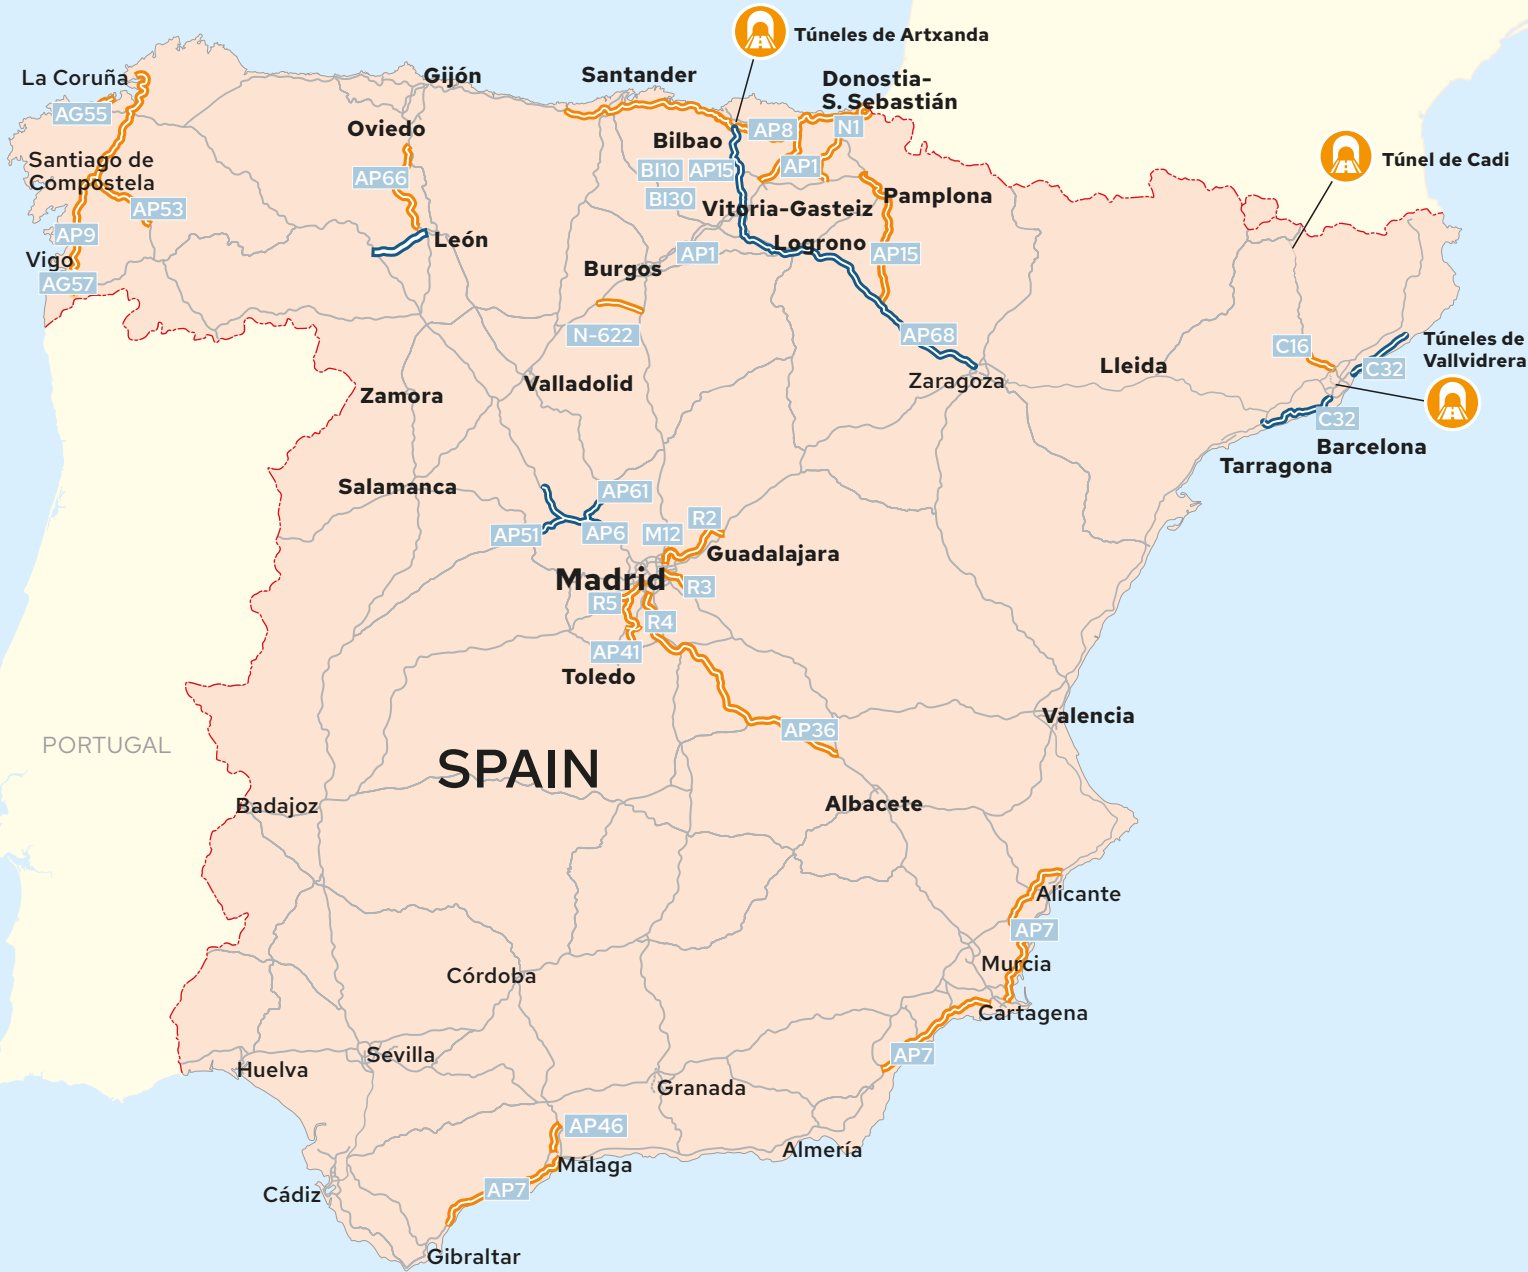 Túneles de Artxanda
La Coruña
Gijón
Santander
Donostia-
S. Sebastián
AG55
Oviedo
Bilbao
AP8
N1
Túnel de Cadi
Santiago de
Compostela
AP66
BI10
AP15
AP1
BI30
Pamplona
AP53
Vitoria-Gasteiz
AP9
León
Logrono
AP15
AP1
Vigo
Burgos
AG57
N-622
AP68
C16
Túneles de
Vallvidrera
C32
Zamora
Valladolid
Zaragoza
Lleida
C32
Barcelona
Tarragona
Salamanca
AP61
AP51
AP6
M12
R2
Guadalajara
Madrid
R3
R5
R4
AP41
Toledo
Valencia
AP36
PORTUGAL
SPAIN
Badajoz
Albacete
Alicante
AP7
Córdoba
Murcia
Cartagena
Sevilla
AP7
Huelva
Granada
AP46
Almería
Málaga
Cádiz
AP7
Gibraltar